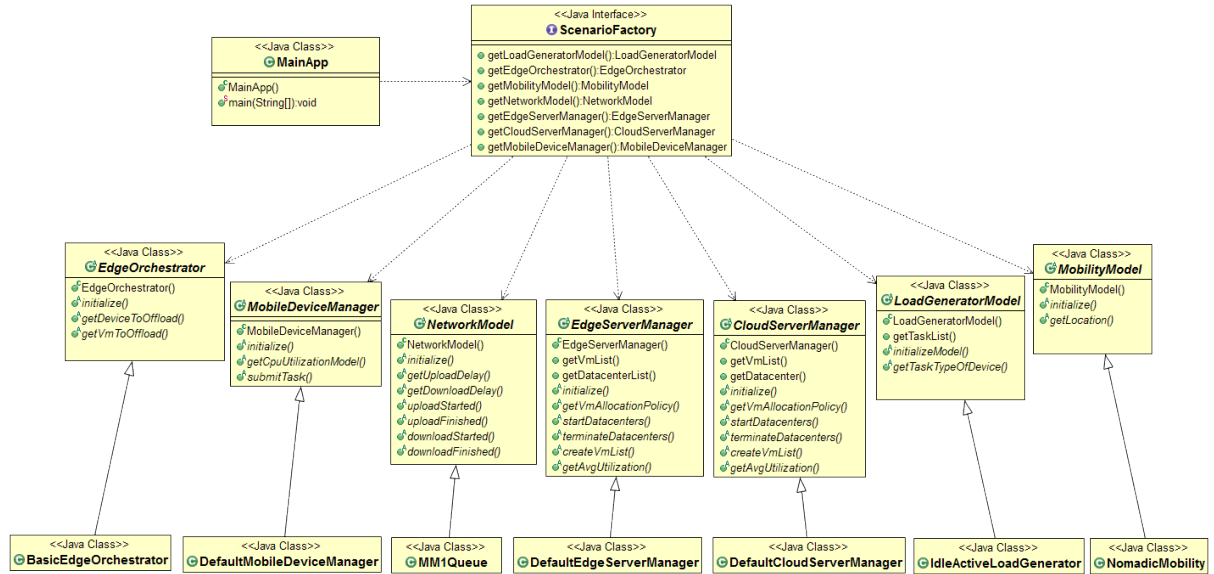 <<Java Interface>>
ScenarioFactory
getLoadGeneratorModel():LoadGeneratorModel
getEdgeOrchestrator():EdgeOrchestrator
getMobilityModel():MobilityModel
getNetworkModel():NetworkModel
getEdgeServerManager():EdgeServerManager
getCloudServerManager():CloudServerManager
getMobileDeviceManager():MobileDeviceManager
<<Java Class>>
MainApp
MainApp()
main(String[]):void
<<Java Class>>
EdgeOrchestrator
EdgeOrchestrator()
initialize()
getDeviceToOffload()
getVmToOffload()
<<Java Class>>
MobileDeviceManager
MobileDeviceManager()
initialize()
getCpuUtilizationModel()
submitTask()
<<Java Class>>
NetworkModel
NetworkModel()
initialize()
getUploadDelay()
getDownloadDelay()
uploadStarted()
uploadFinished()
downloadStarted()
downloadFinished()
<<Java Class>>
EdgeServerManager
EdgeServerManager()
getVmList()
getDatacenterList()
initialize()
getVmAllocationPolicy()
startDatacenters()
terminateDatacenters()
createVmList()
getAvgUtilization()
<<Java Class>>
CloudServerManager
CloudServerManager()
getVmList()
getDatacenter()
initialize()
getVmAllocationPolicy()
startDatacenters()
terminateDatacenters()
createVmList()
getAvgUtilization()
<<Java Class>>
LoadGeneratorModel
LoadGeneratorModel()
getTaskList()
initializeModel()
getTaskTypeOfDevice()
<<Java Class>>
MobilityModel
MobilityModel()
initialize()
getLocation()
<<Java Class>>
BasicEdgeOrchestrator
<<Java Class>>
DefaultMobileDeviceManager
<<Java Class>>
MM1Queue
<<Java Class>>
DefaultEdgeServerManager
<<Java Class>>
DefaultCloudServerManager
<<Java Class>>
IdleActiveLoadGenerator
<<Java Class>>
NomadicMobility